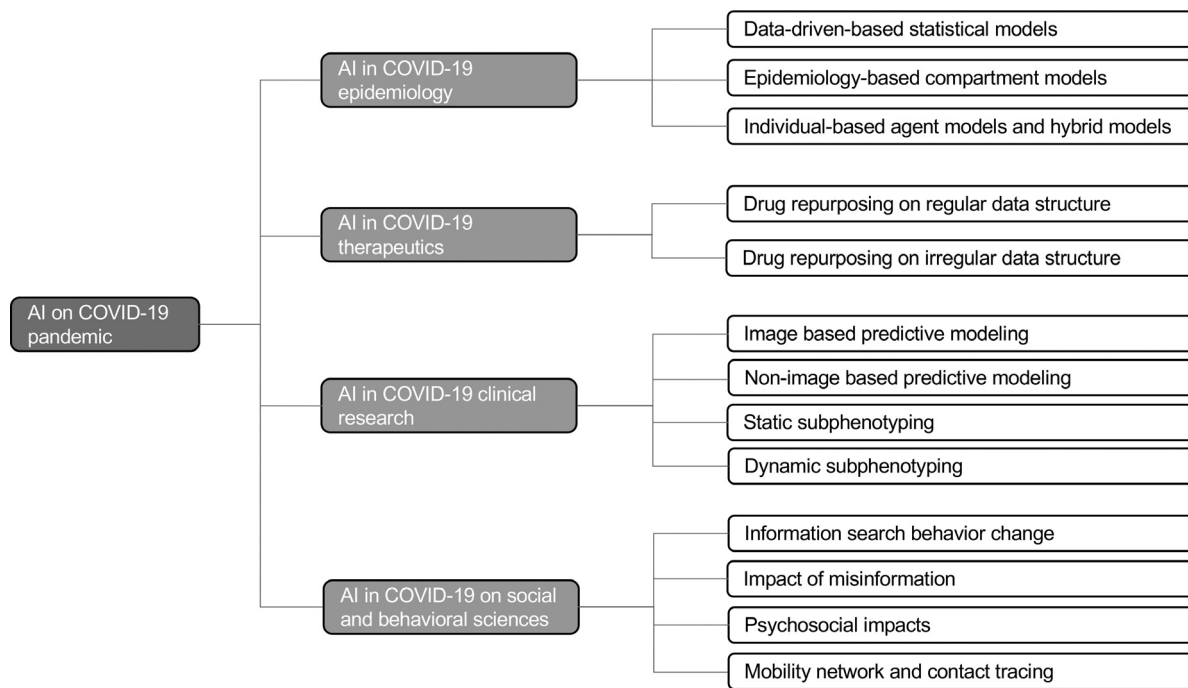 AI on COVID-19
pandemic
AI in COVID-19
epidemiology
Data-driven-based statistical models
Epidemiology-based compartment models
Individual-based agent models and hybrid models
AI in COVID-19
therapeutics
Drug repurposing on regular data structure
Drug repurposing on irregular data structure
AI in COVID-19 clinical
research
Image based predictive modeling
Non-image based predictive modeling
Static subphenotyping
Dynamic subphenotyping
AI in COVID-19 on social
and behavioral sciences
Information search behavior change
Impact of misinformation
Psychosocial impacts
Mobility network and contact tracing